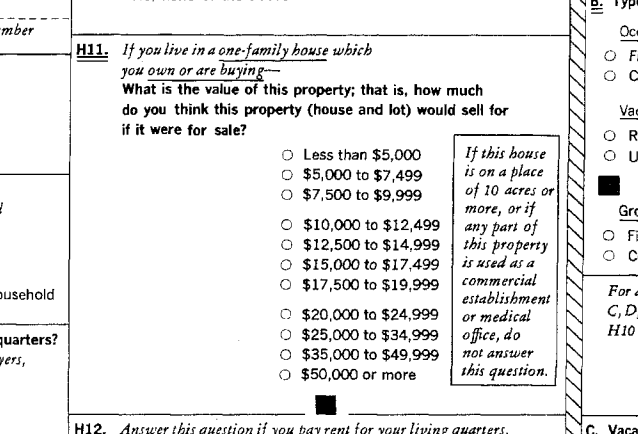 mber
ousehold
quarters?
yers,
H11. If you live in a one-family house which
you own or are buying—
What is the value of this property; that is, how much
do you think this property (house and lot) would sell for
if it were for sale?
Less than $5,000
$5,000 to $7,499
$7,500 to $9,999
$10,000 to $12,499
$12,500 to $14,999
$15,000 to $17,499
$17,500 to $19,999
$20,000 to $24,999
$25,000 to $34,999
$35,000 to $49,999
$50,000 or more
If this house
is on a place
of 10 acres or
more, or if
any part of
this property
is used as a
commercial
establishment
or medical
office, do
not answer
this question.
H12. Answer this question if you pay rent for your living quarters.
B. Type
Oc
Va
R
U
Gro
Fi
C
For
C, D
H10
C. Vaca